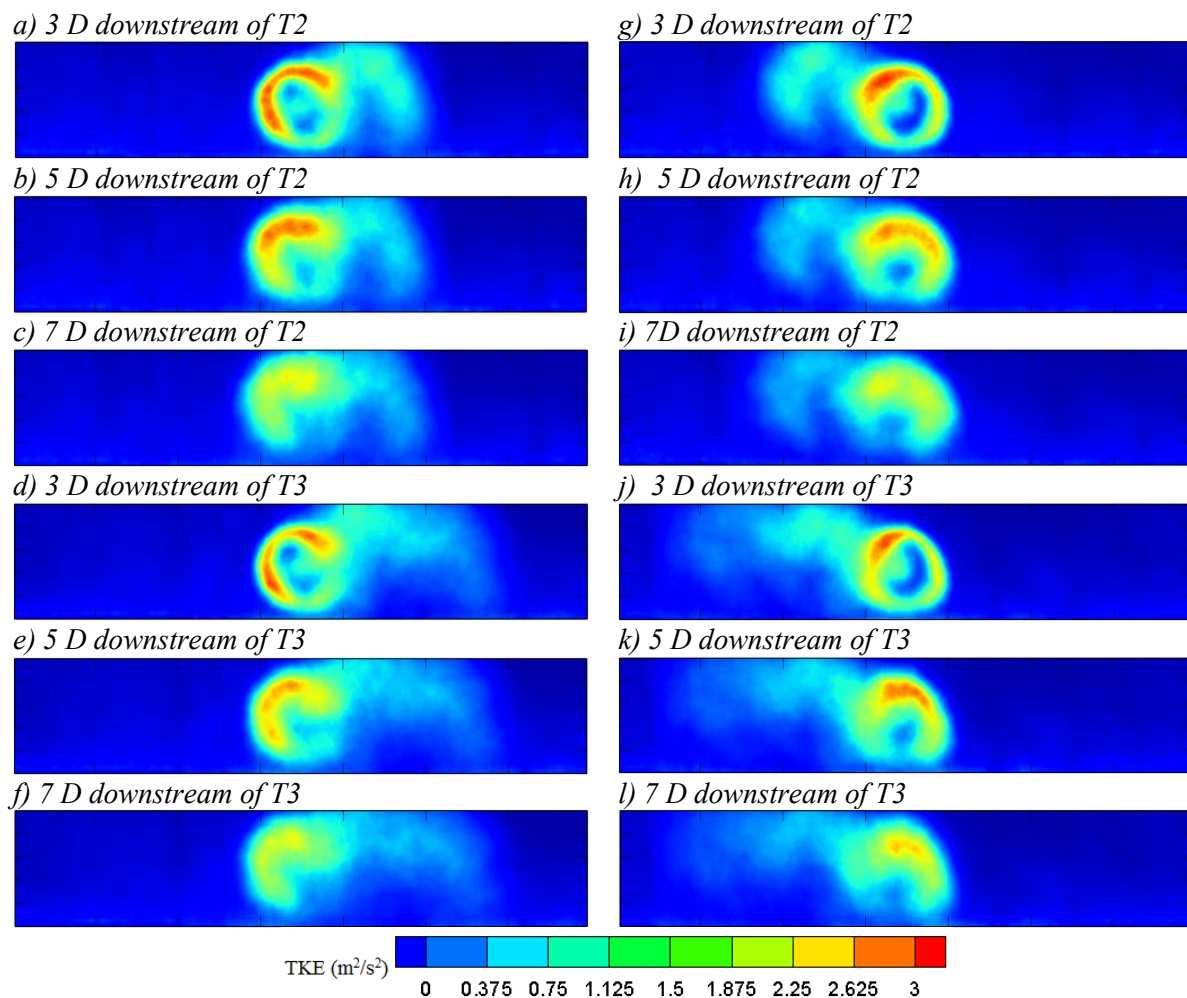 a) 3 D downstream of T2
b) 5 D downstream of T2
c) 7 D downstream of T2
d) 3 D downstream of T3
e) 5 D downstream of T3
f) 7 D downstream of T3
g) 3 D downstream of T2
h) 5 D downstream of T2
i) 7D downstream of T2
j) 3 D downstream of T3
k) 5 D downstream of T3
l) 7 D downstream of T3
TKE (m²/s²)
0 0.375 0.75 1.125 1.5 1.875 2.25 2.625 3